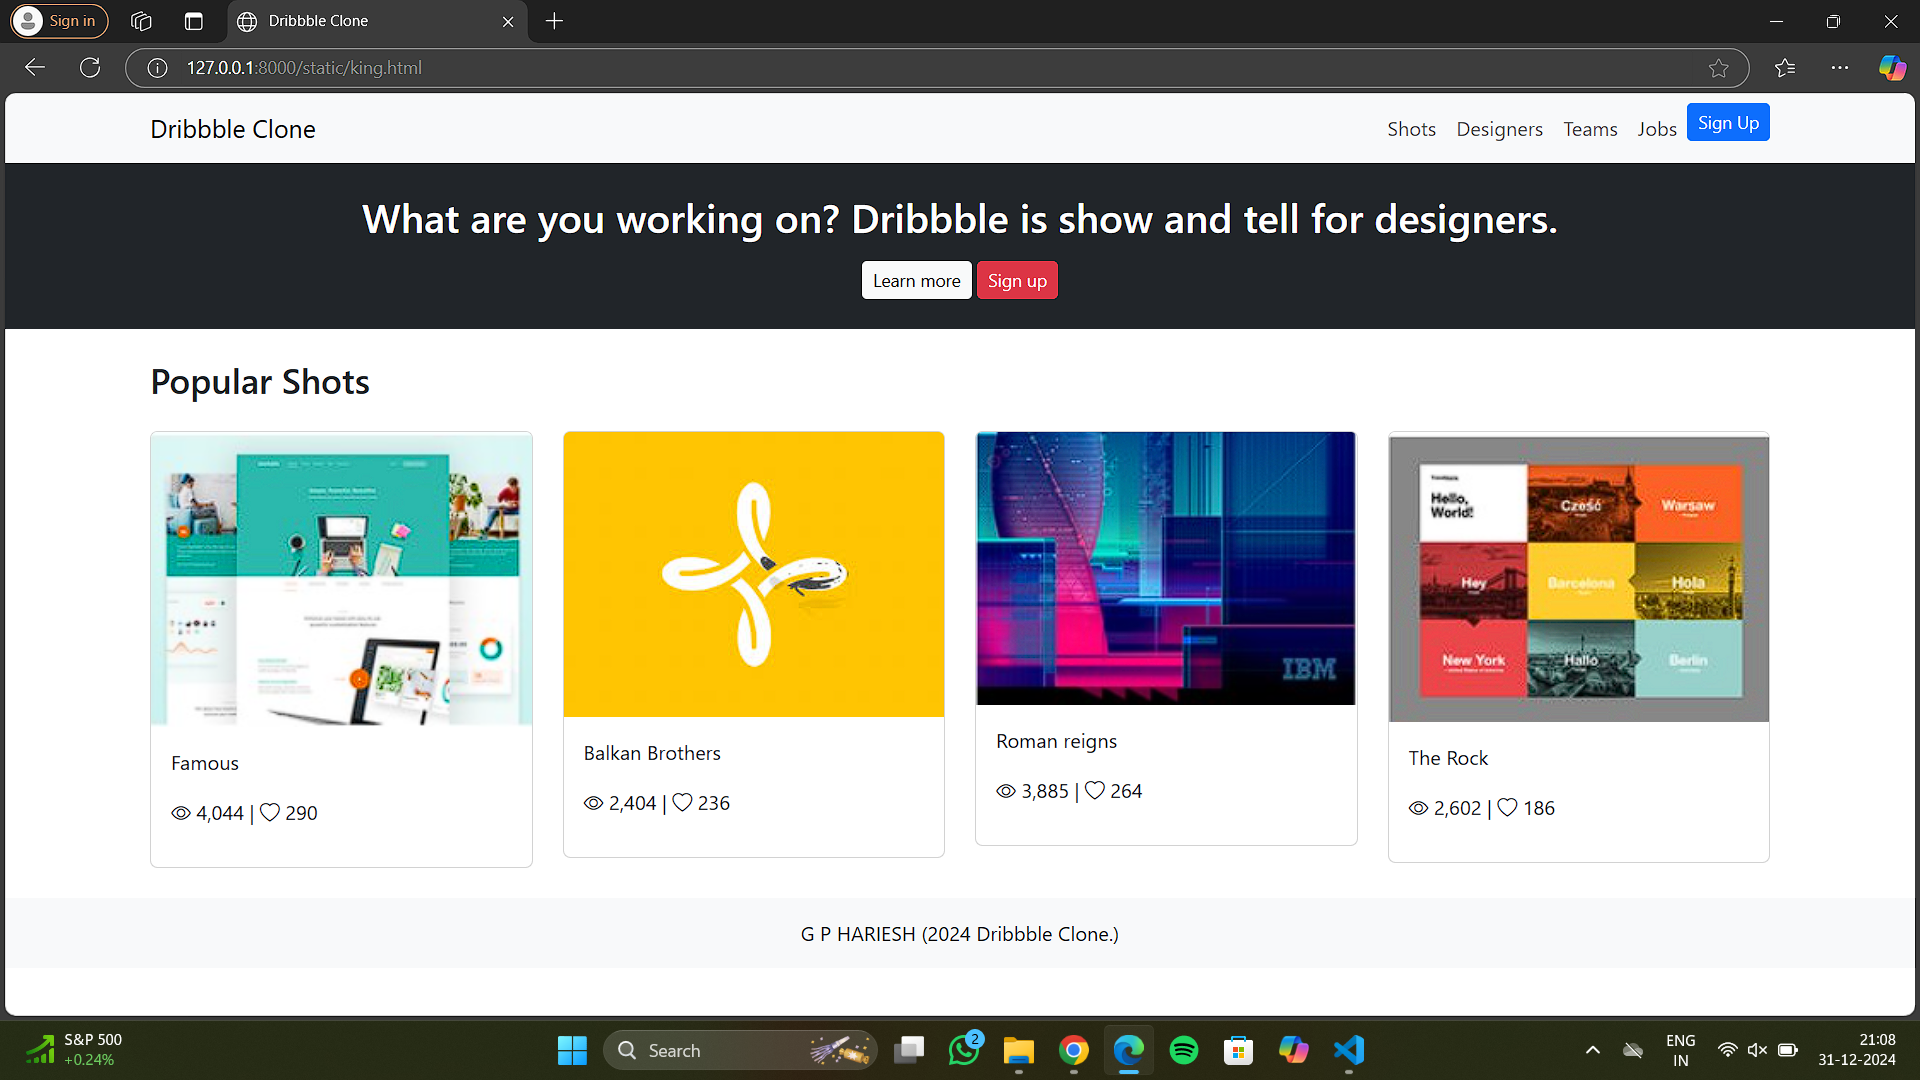 Sign in
Dribbble Clone
127.0.0.1:8000/static/king.html
Dribbble Clone
Shots Designers Teams Jobs Sign Up
What are you working on? Dribbble is show and tell for designers.
Learn more Sign up
Popular Shots
Hello,
World!
Cześć
Warsaw
Hey
Barcelona
Hola
New York
Hallo
Berlin
IBM
Famous
4,044 | 290
Balkan Brothers
2,404 | 236
Roman reigns
3,885 | 264
The Rock
2,602 | 186
G P HARIESH (2024 Dribbble Clone.)
S&P 500
+0.24%
Search
2
ENG
IN
21:08
31-12-2024